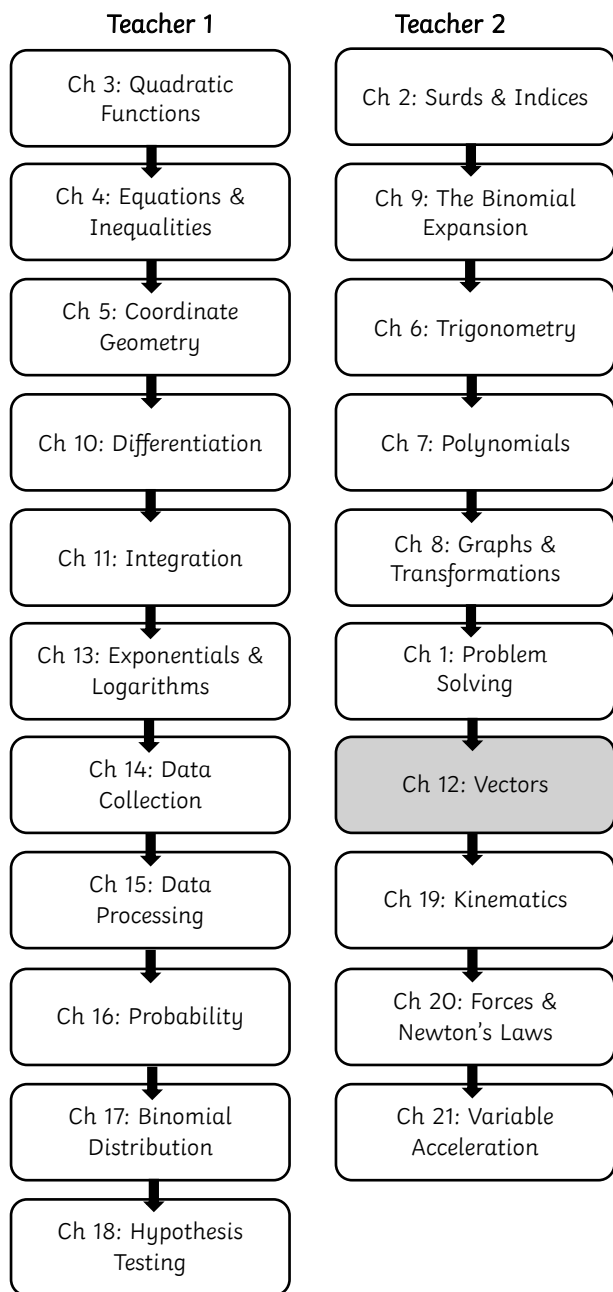 Teacher 1
Ch 3: Quadratic
Functions
Ch 4: Equations &
Inequalities
Ch 5: Coordinate
Geometry
Ch 10: Differentiation
Ch 11: Integration
Ch 13: Exponentials &
Logarithms
Ch 14: Data
Collection
Ch 15: Data
Processing
Ch 16: Probability
Ch 17: Binomial
Distribution
Ch 18: Hypothesis
Testing
Teacher 2
Ch 2: Surds & Indices
Ch 9: The Binomial
Expansion
Ch 6: Trigonometry
Ch 7: Polynomials
Ch 8: Graphs &
Transformations
Ch 1: Problem
Solving
Ch 12: Vectors
Ch 19: Kinematics
Ch 20: Forces &
Newton's Laws
Ch 21: Variable
Acceleration